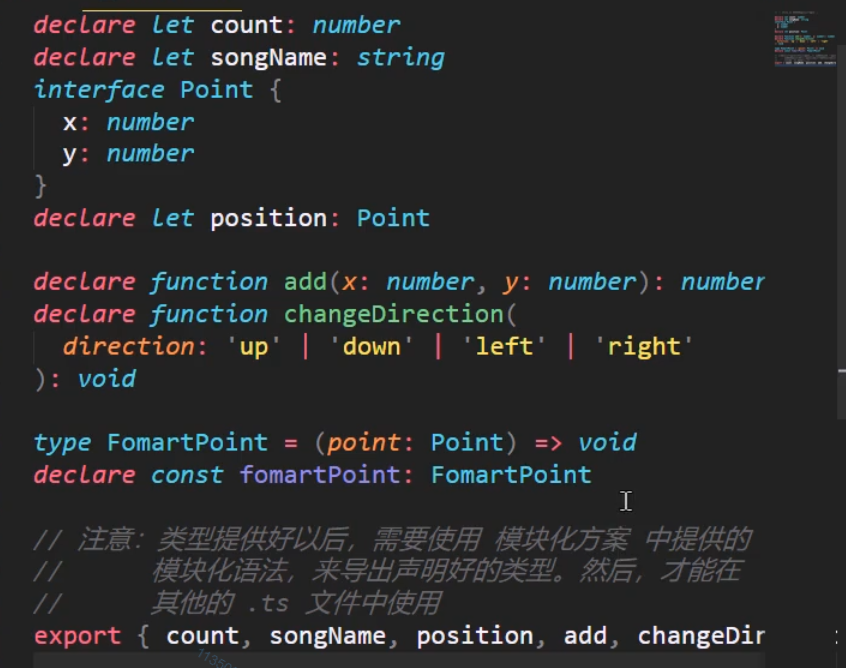 declare let count: number
declare let songName: string
interface Point {
x: number
y: number
}
declare let position: Point
declare function add(x: number, y: number): number
declare function changeDirection(
direction: 'up' | 'down' | 'left' | 'right'
): void
type FomartPoint = (point: Point) => void
declare const fomartPoint: FomartPoint
// 注意：类型提供好以后，需要使用 模块化方案 中提供的
// 模块化语法，来导出声明好的类型。然后，才能在
// 其他的 .ts 文件中使用
export { count, songName, position, add, changeDir